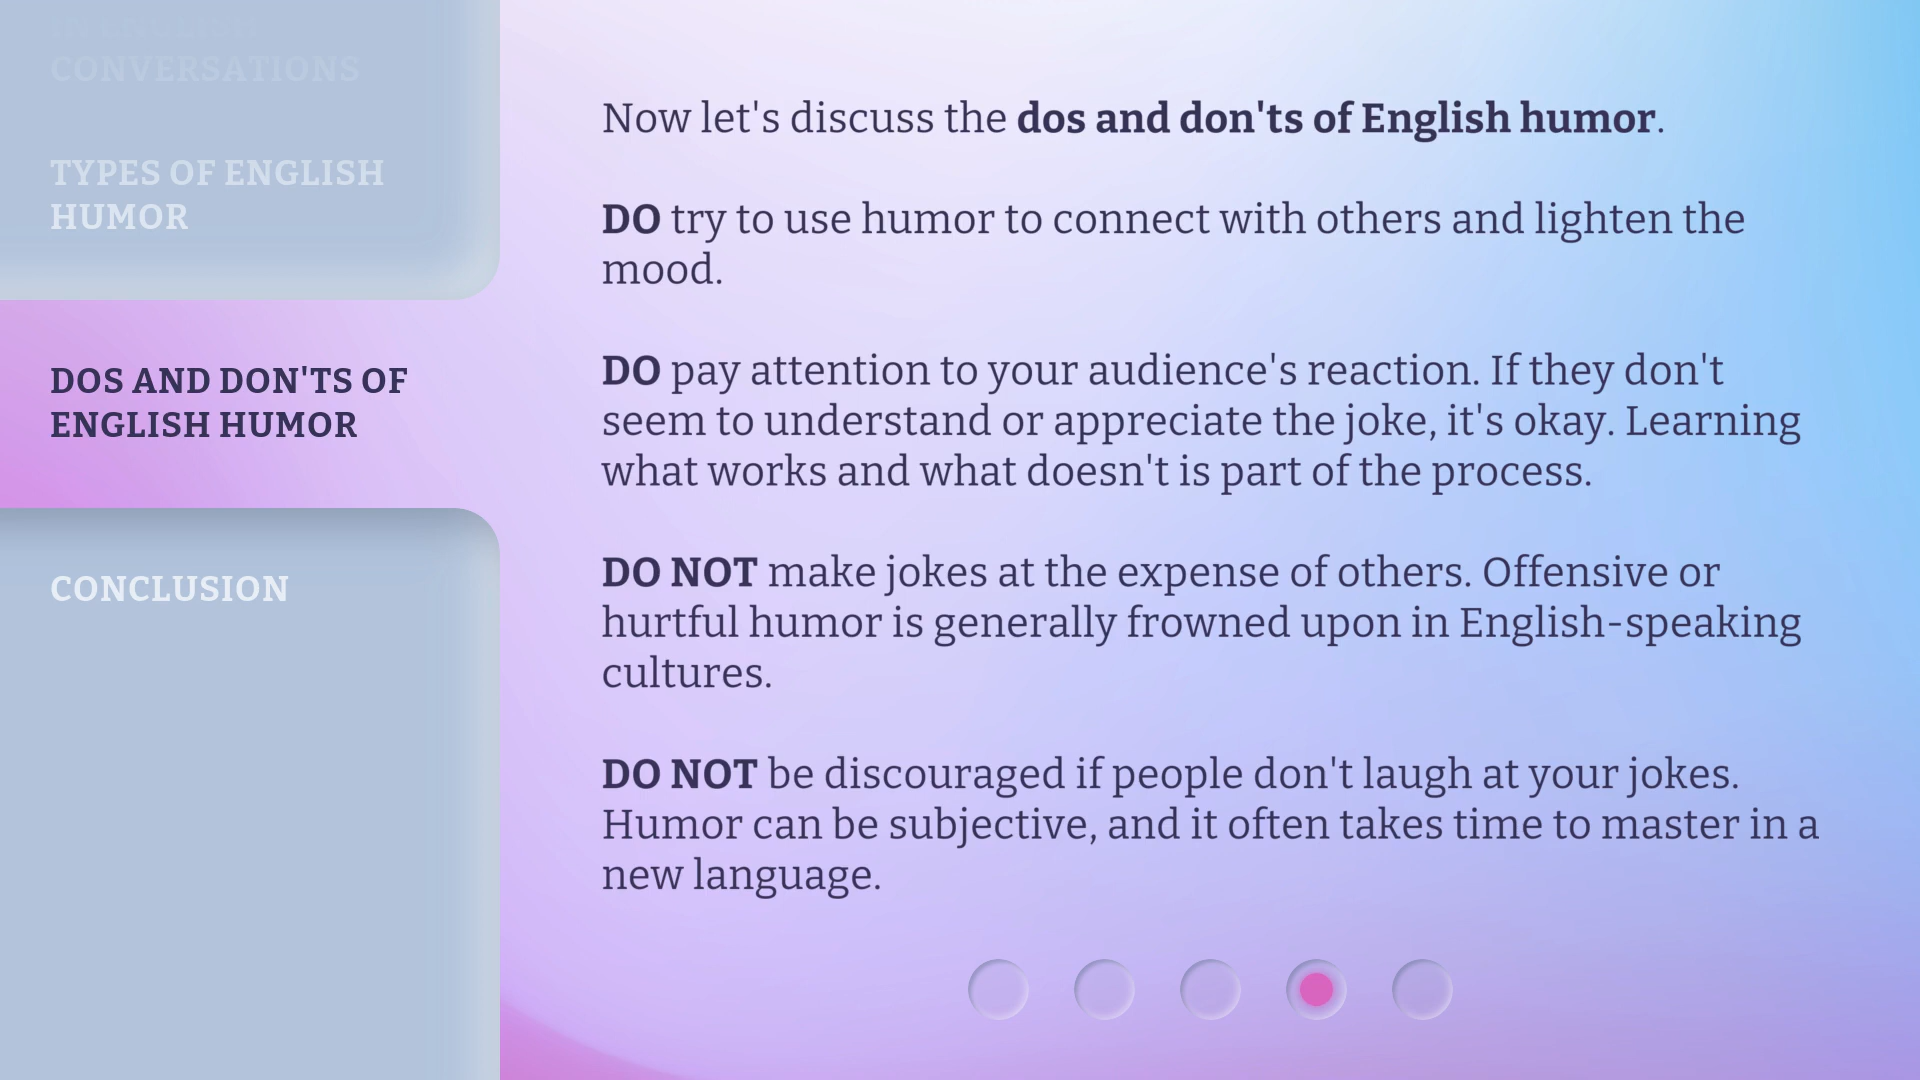 IN ENGLISH
CONVERSATIONS
TYPES OF ENGLISH
HUMOR
DOS AND DON'TS OF
ENGLISH HUMOR
CONCLUSION
Now let's discuss the dos and don'ts of English humor.
DO try to use humor to connect with others and lighten the
mood.
DO pay attention to your audience's reaction. If they don't
seem to understand or appreciate the joke, it's okay. Learning
what works and what doesn't is part of the process.
DO NOT make jokes at the expense of others. Offensive or
hurtful humor is generally frowned upon in English-speaking
cultures.
DO NOT be discouraged if people don't laugh at your jokes.
Humor can be subjective, and it often takes time to master in a
new language.